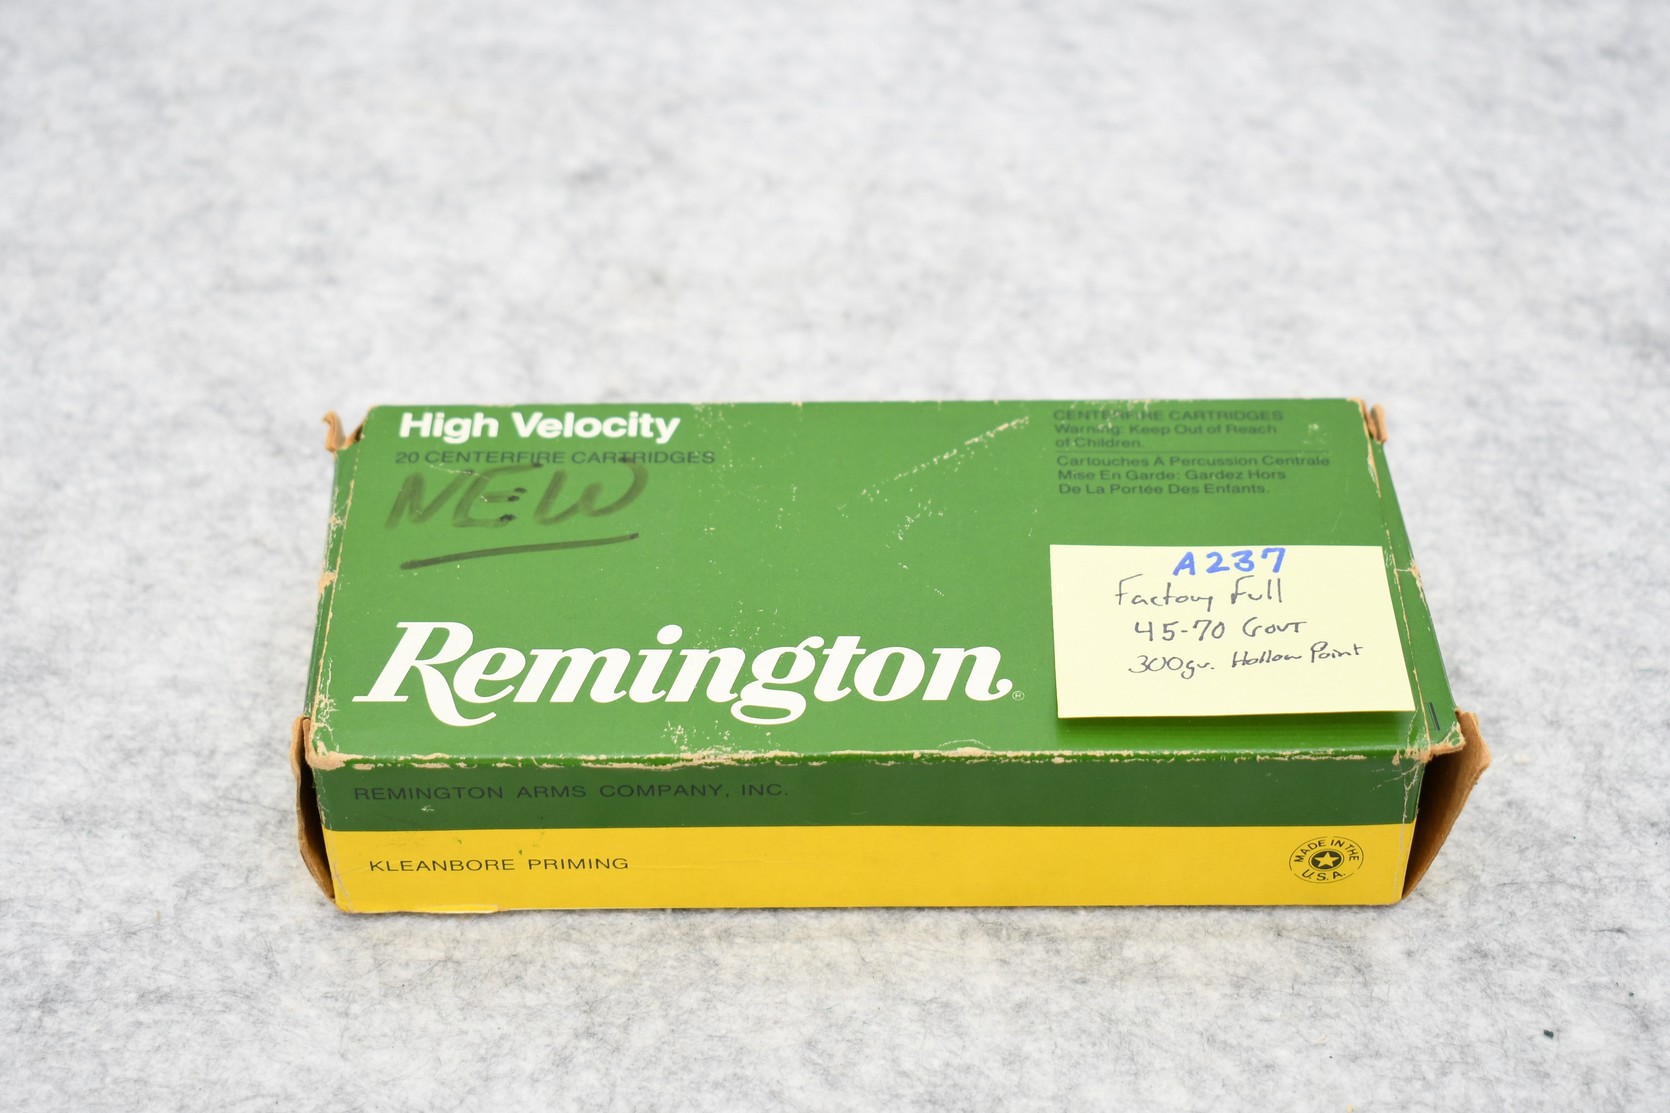 High Velocity
20 CENTERFIRE CARTRIDGES
NEW
CENTERFIRE CARTRIDGES
Warning: Keep Out of Reach
of Children.
Cartouches À Percussion Centrale
Mise En Garde: Gardez Hors
De La Portée Des Enfants.
A237
Factory Full
45-70 Govt
300gr. Hollow Point
Remington®
REMINGTON ARMS COMPANY, INC.
KLEANBORE PRIMING
MADE IN THE
U.S.A.